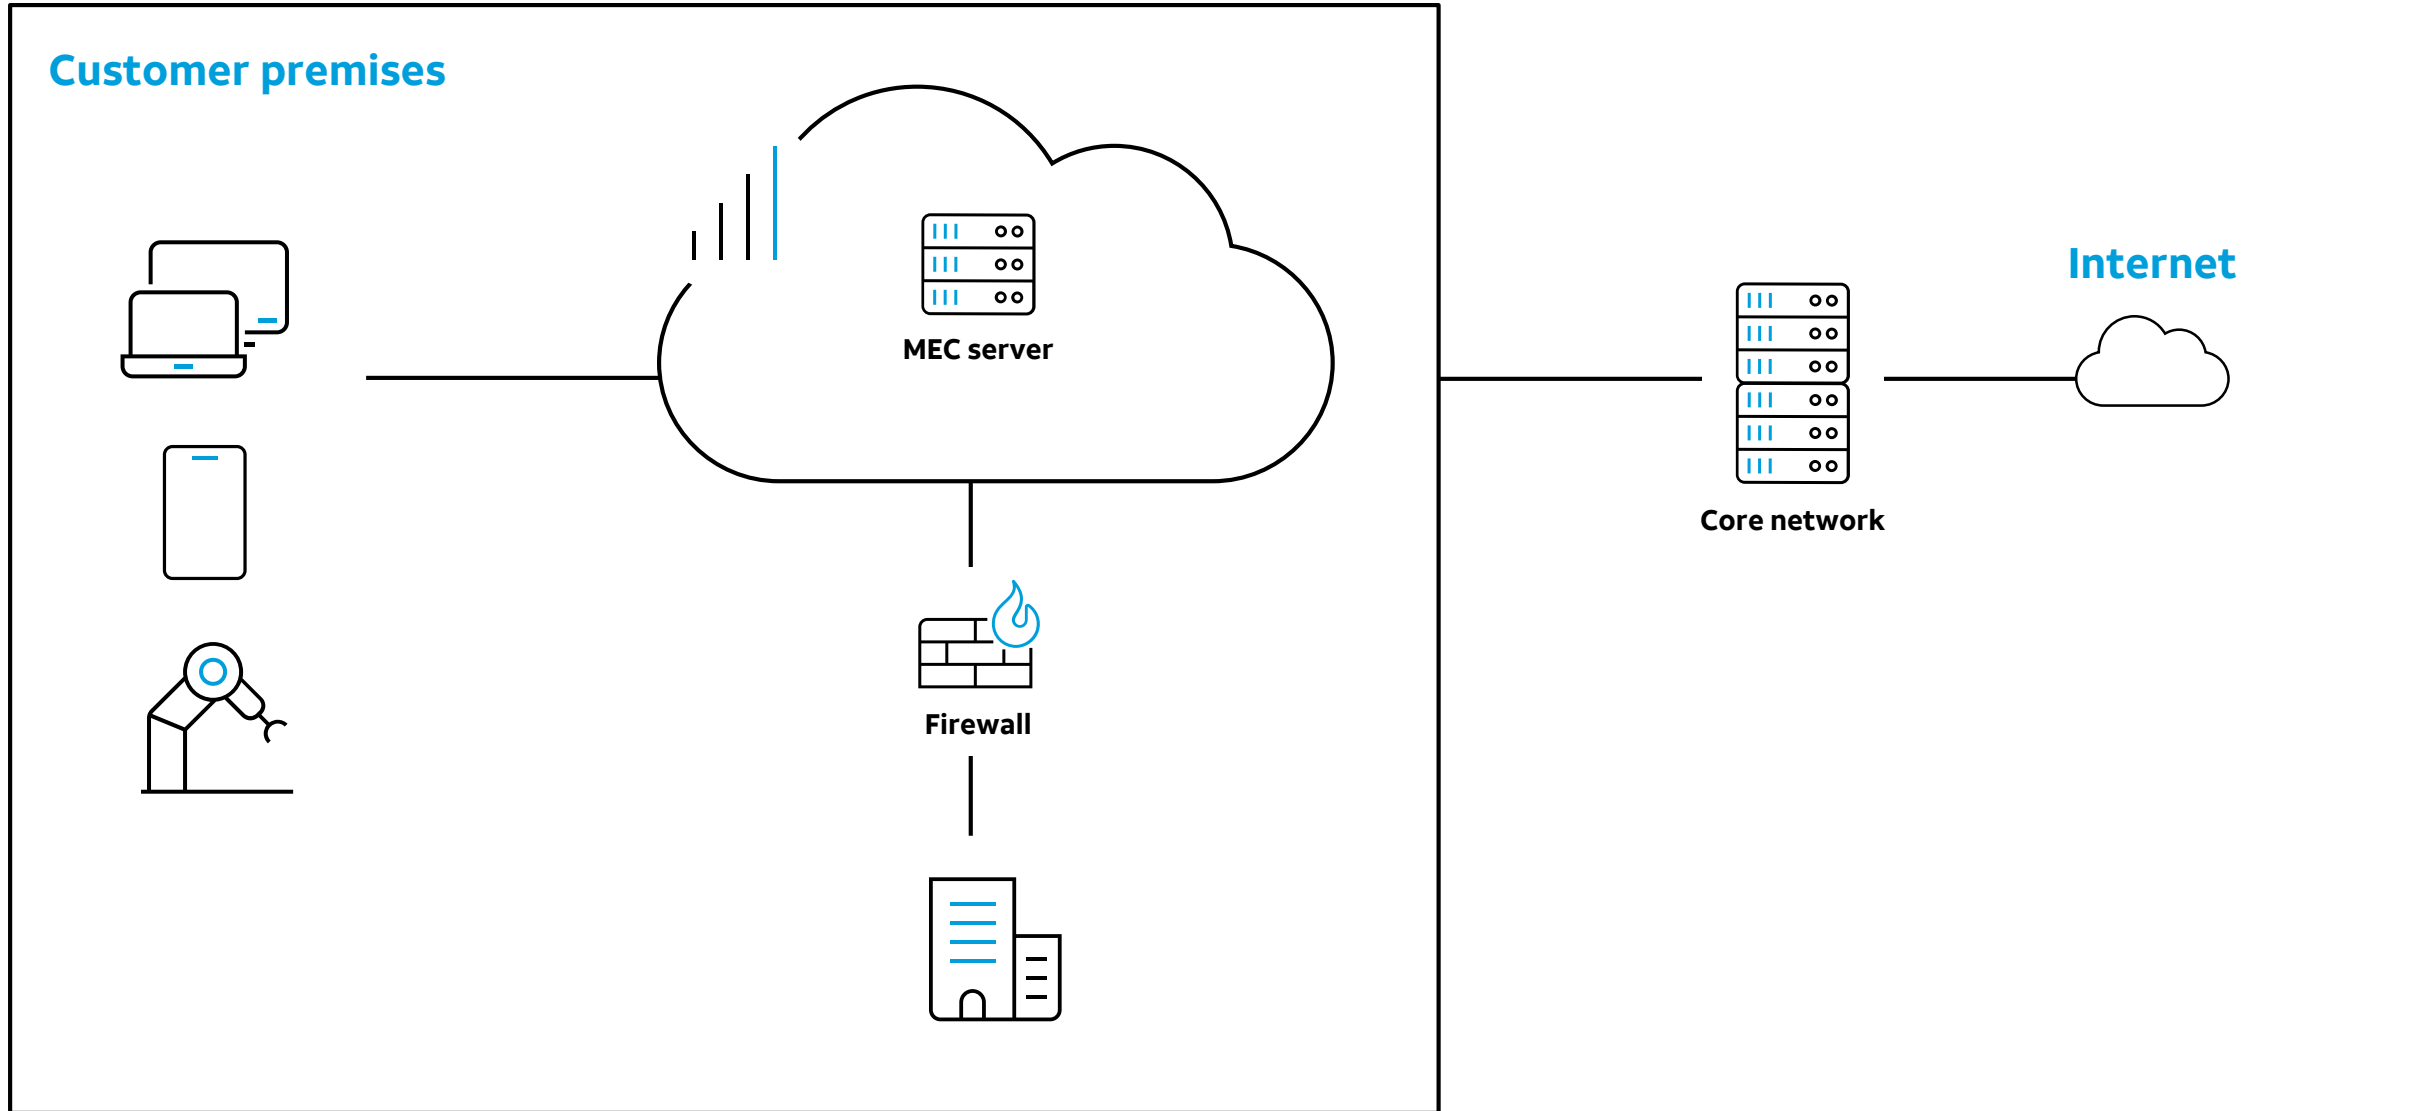 Customer premises
MEC server
Internet
Core network
Firewall